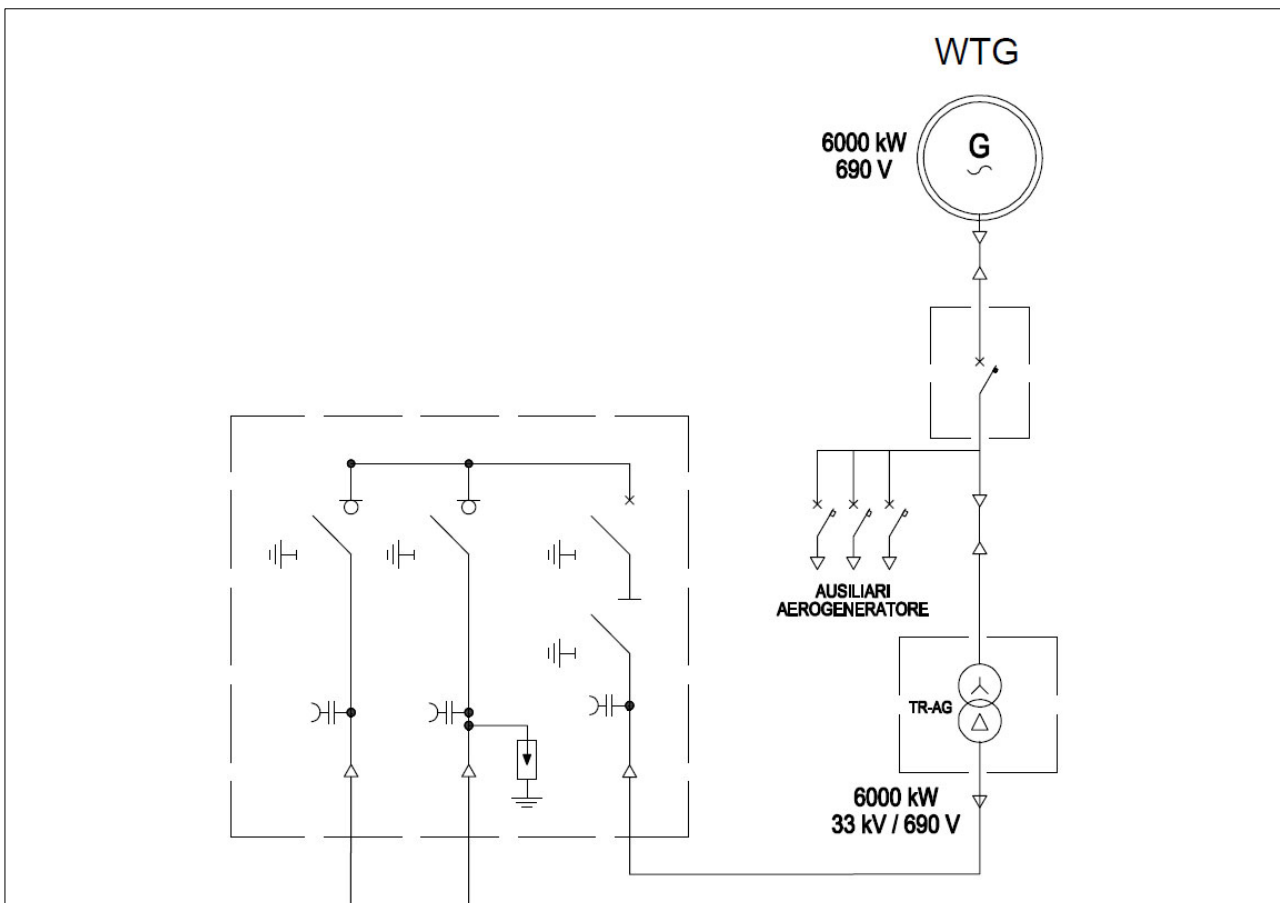 WTG
6000 kW
690 V
G
AUSILIARI
AEROGENERATORE
TR-AG
6000 kW
33 kV / 690 V